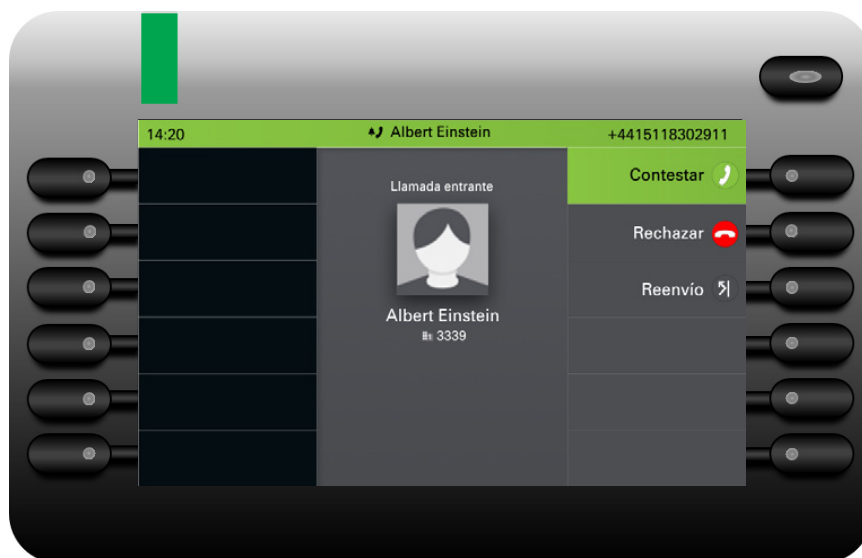 14:20
Albert Einstein
+4415118302911
Contestar
Llamada entrante
Rechazar
Reenvío
Albert Einstein
3339